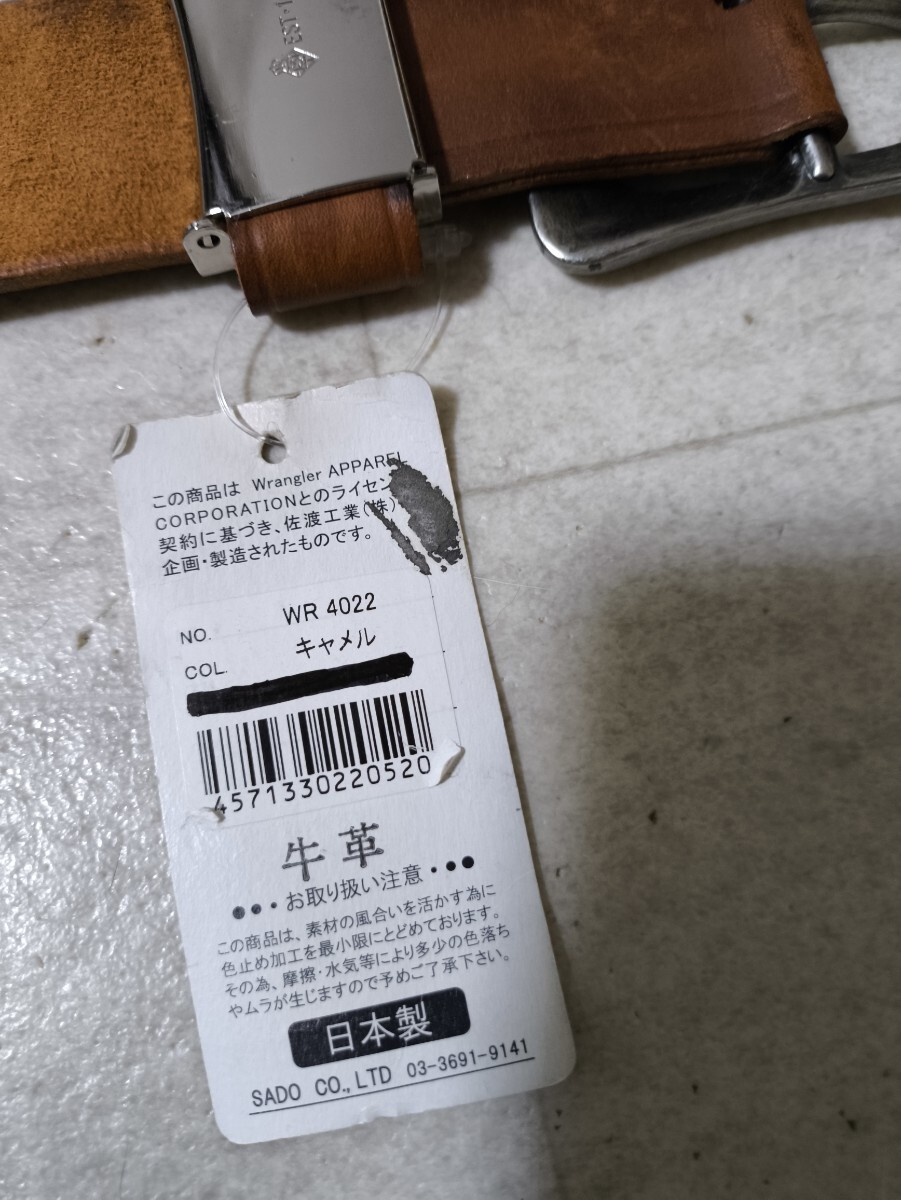 EST・1
この商品は Wrangler APPAREL
CORPORATIONとのライセン
契約に基づき、佐渡工業(株)
企画・製造されたものです。
NO. WR 4022
COL. キャメル
4571330220520
牛革
•••お取り扱い注意•••
この商品は、素材の風合いを活かす為に
色止め加工を最小限にとどめております。
その為、摩擦・水気等により多少の色落ち
やムラが生じますので予めご了承下さい。
日本製
SADO CO.,LTD 03-3691-9141